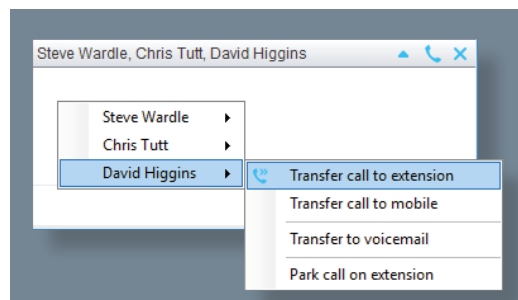 Steve Wardle, Chris Tutt, David Higgins
Steve Wardle
Chris Tutt
David Higgins
Transfer call to extension
Transfer call to mobile
Transfer to voicemail
Park call on extension